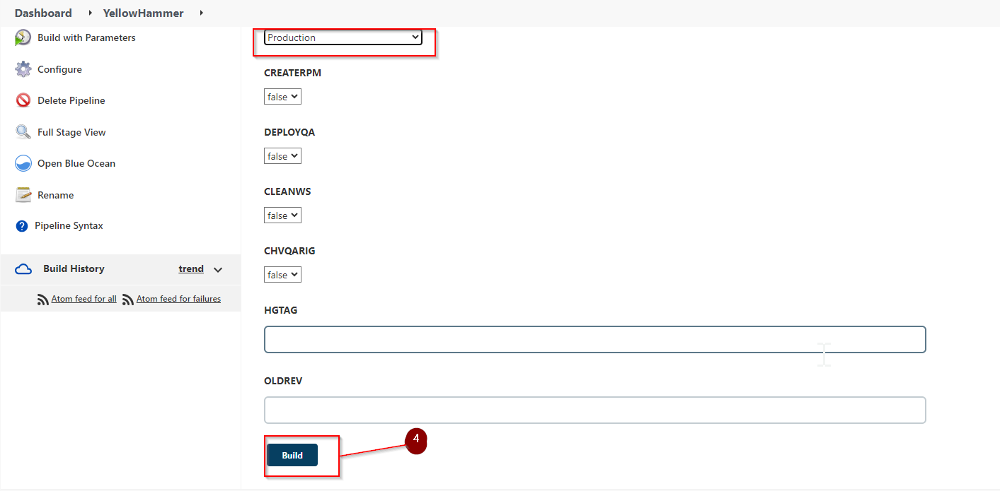 Dashboard YellowHammer
Build with Parameters
Configure
Delete Pipeline
Full Stage View
Open Blue Ocean
Rename
? Pipeline Syntax
Build History trend
Atom feed for all Atom feed for failures
Production
CREATERPM
false
DEPLOYQA
false
CLEANWS
false
CHVQARIG
false
HGTAG
OLDREV
Build
4